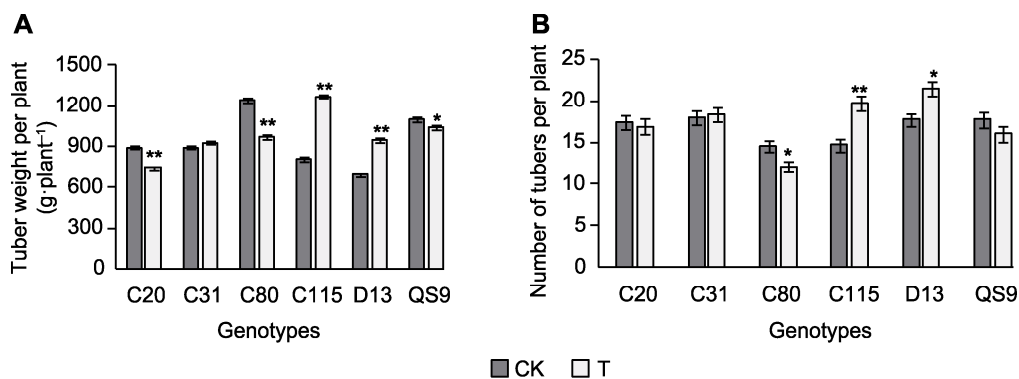 A
Tuber weight per plant
(g·plant⁻¹)
1500
1200
900
600
300
0
**
**
**
**
*
C20 C31 C80 C115 D13 QS9
Genotypes
B
Number of tubers per plant
25
20
15
10
5
0
*
**
*
C20 C31 C80 C115 D13 QS9
Genotypes
CK T